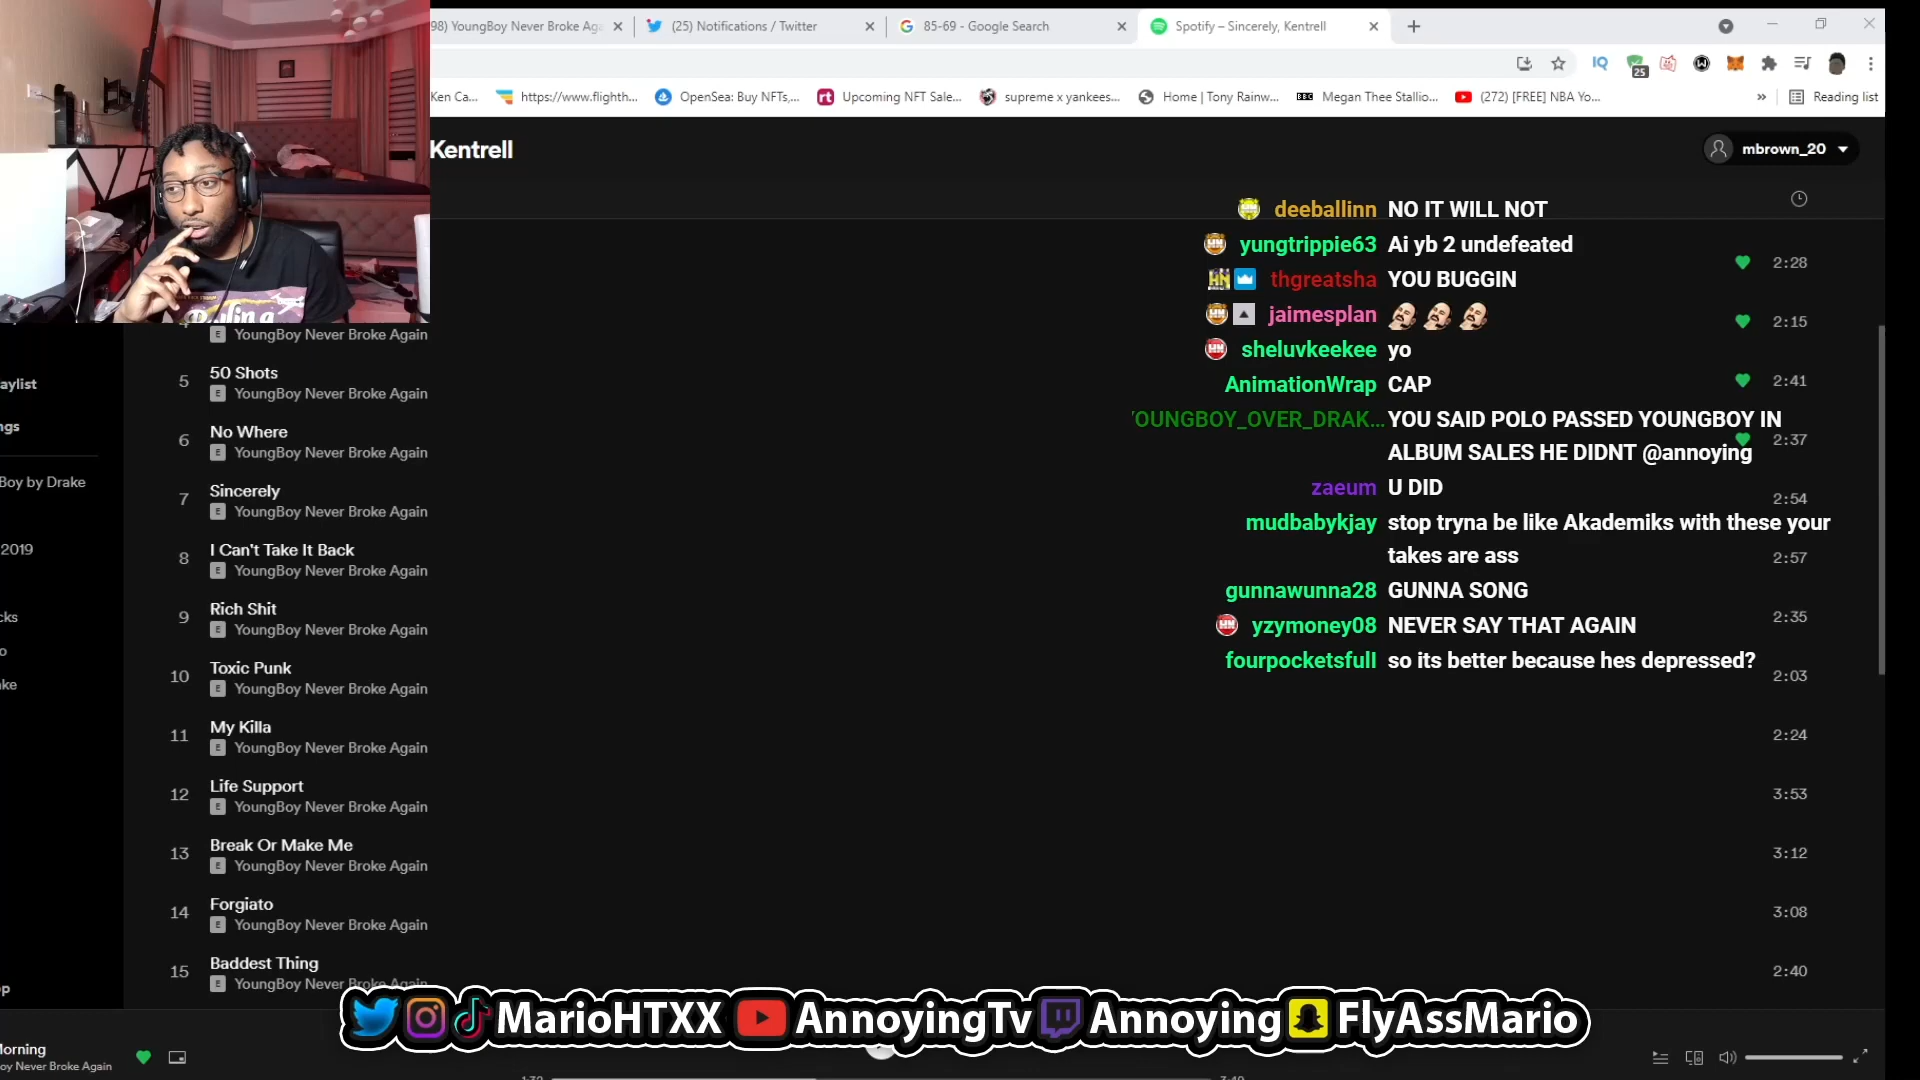 98) YoungBoy Never Broke Aga
(25) Notifications / Twitter
85-69 - Google Search
Spotify – Sincerely, Kentrell
25
Ken Ca...
https://www.flighth...
OpenSea: Buy NFTs,...
Upcoming NFT Sale...
supreme x yankees...
Home | Tony Rainw...
BBC Megan Thee Stallio...
(272) [FREE] NBA Yo...
Reading list
Kentrell
mbrown_20
deeballinn NO IT WILL NOT
yungtrippie63 Ai yb 2 undefeated
2:28
thgreatsha YOU BUGGIN
jaimesplan
2:15
E YoungBoy Never Broke Again
sheluvkeekee yo
AnimationWrap CAP
2:41
aylist
5 50 Shots
E YoungBoy Never Broke Again
OUNGBOY_OVER_DRAK... YOU SAID POLO PASSED YOUNGBOY IN
ALBUM SALES HE DIDNT @annoying
2:37
ngs
6 No Where
E YoungBoy Never Broke Again
Boy by Drake
zaeum U DID
7 Sincerely
E YoungBoy Never Broke Again
2:54
mudbabykjay stop tryna be like Akademiks with these your
takes are ass
2019
8 I Can't Take It Back
E YoungBoy Never Broke Again
2:57
gunnawunna28 GUNNA SONG
cks
9 Rich Shit
E YoungBoy Never Broke Again
2:35
yzymoney08 NEVER SAY THAT AGAIN
o
fourpocketsfull so its better because hes depressed?
ke
10 Toxic Punk
E YoungBoy Never Broke Again
2:03
11 My Killa
E YoungBoy Never Broke Again
2:24
12 Life Support
E YoungBoy Never Broke Again
3:53
13 Break Or Make Me
E YoungBoy Never Broke Again
3:12
14 Forgiato
E YoungBoy Never Broke Again
3:08
15 Baddest Thing
E YoungBoy Never Broke Again
2:40
pp
MarioHTXX AnnoyingTv Annoying FlyAssMario
Morning
oy Never Broke Again